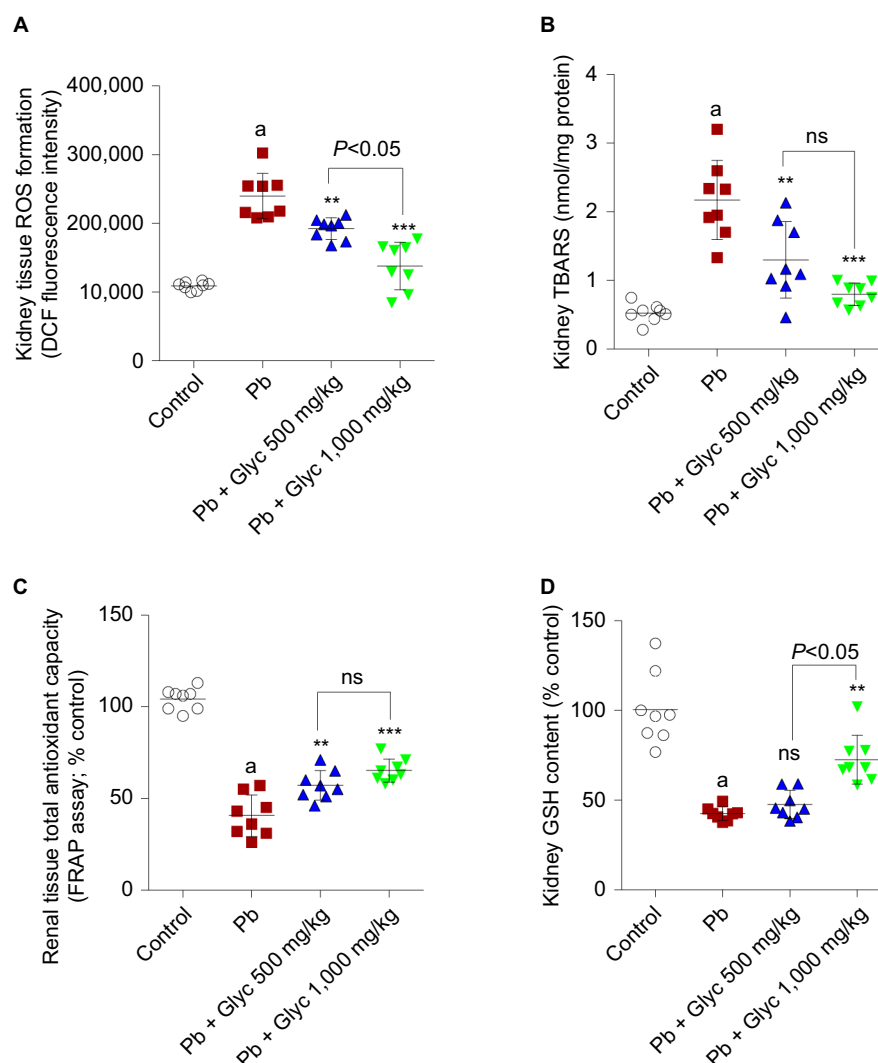 A
Kidney tissue ROS formation
(DCF fluorescence intensity)
400,000
300,000
200,000
10,000
0
a
**
P<0.05
***
Control
Pb
Pb + Glyc 500 mg/kg
Pb + Glyc 1,000 mg/kg
B
Kidney TBARS (nmol/mg protein)
4
3
2
1
0
a
**
ns
***
Control
Pb
Pb + Glyc 500 mg/kg
Pb + Glyc 1,000 mg/kg
C
Renal tissue total antioxidant capacity
(FRAP assay; % control)
150
100
50
0
a
**
ns
***
Control
Pb
Pb + Glyc 500 mg/kg
Pb + Glyc 1,000 mg/kg
D
Kidney GSH content (% control)
150
100
50
0
a
ns
P<0.05
**
Control
Pb
Pb + Glyc 500 mg/kg
Pb + Glyc 1,000 mg/kg